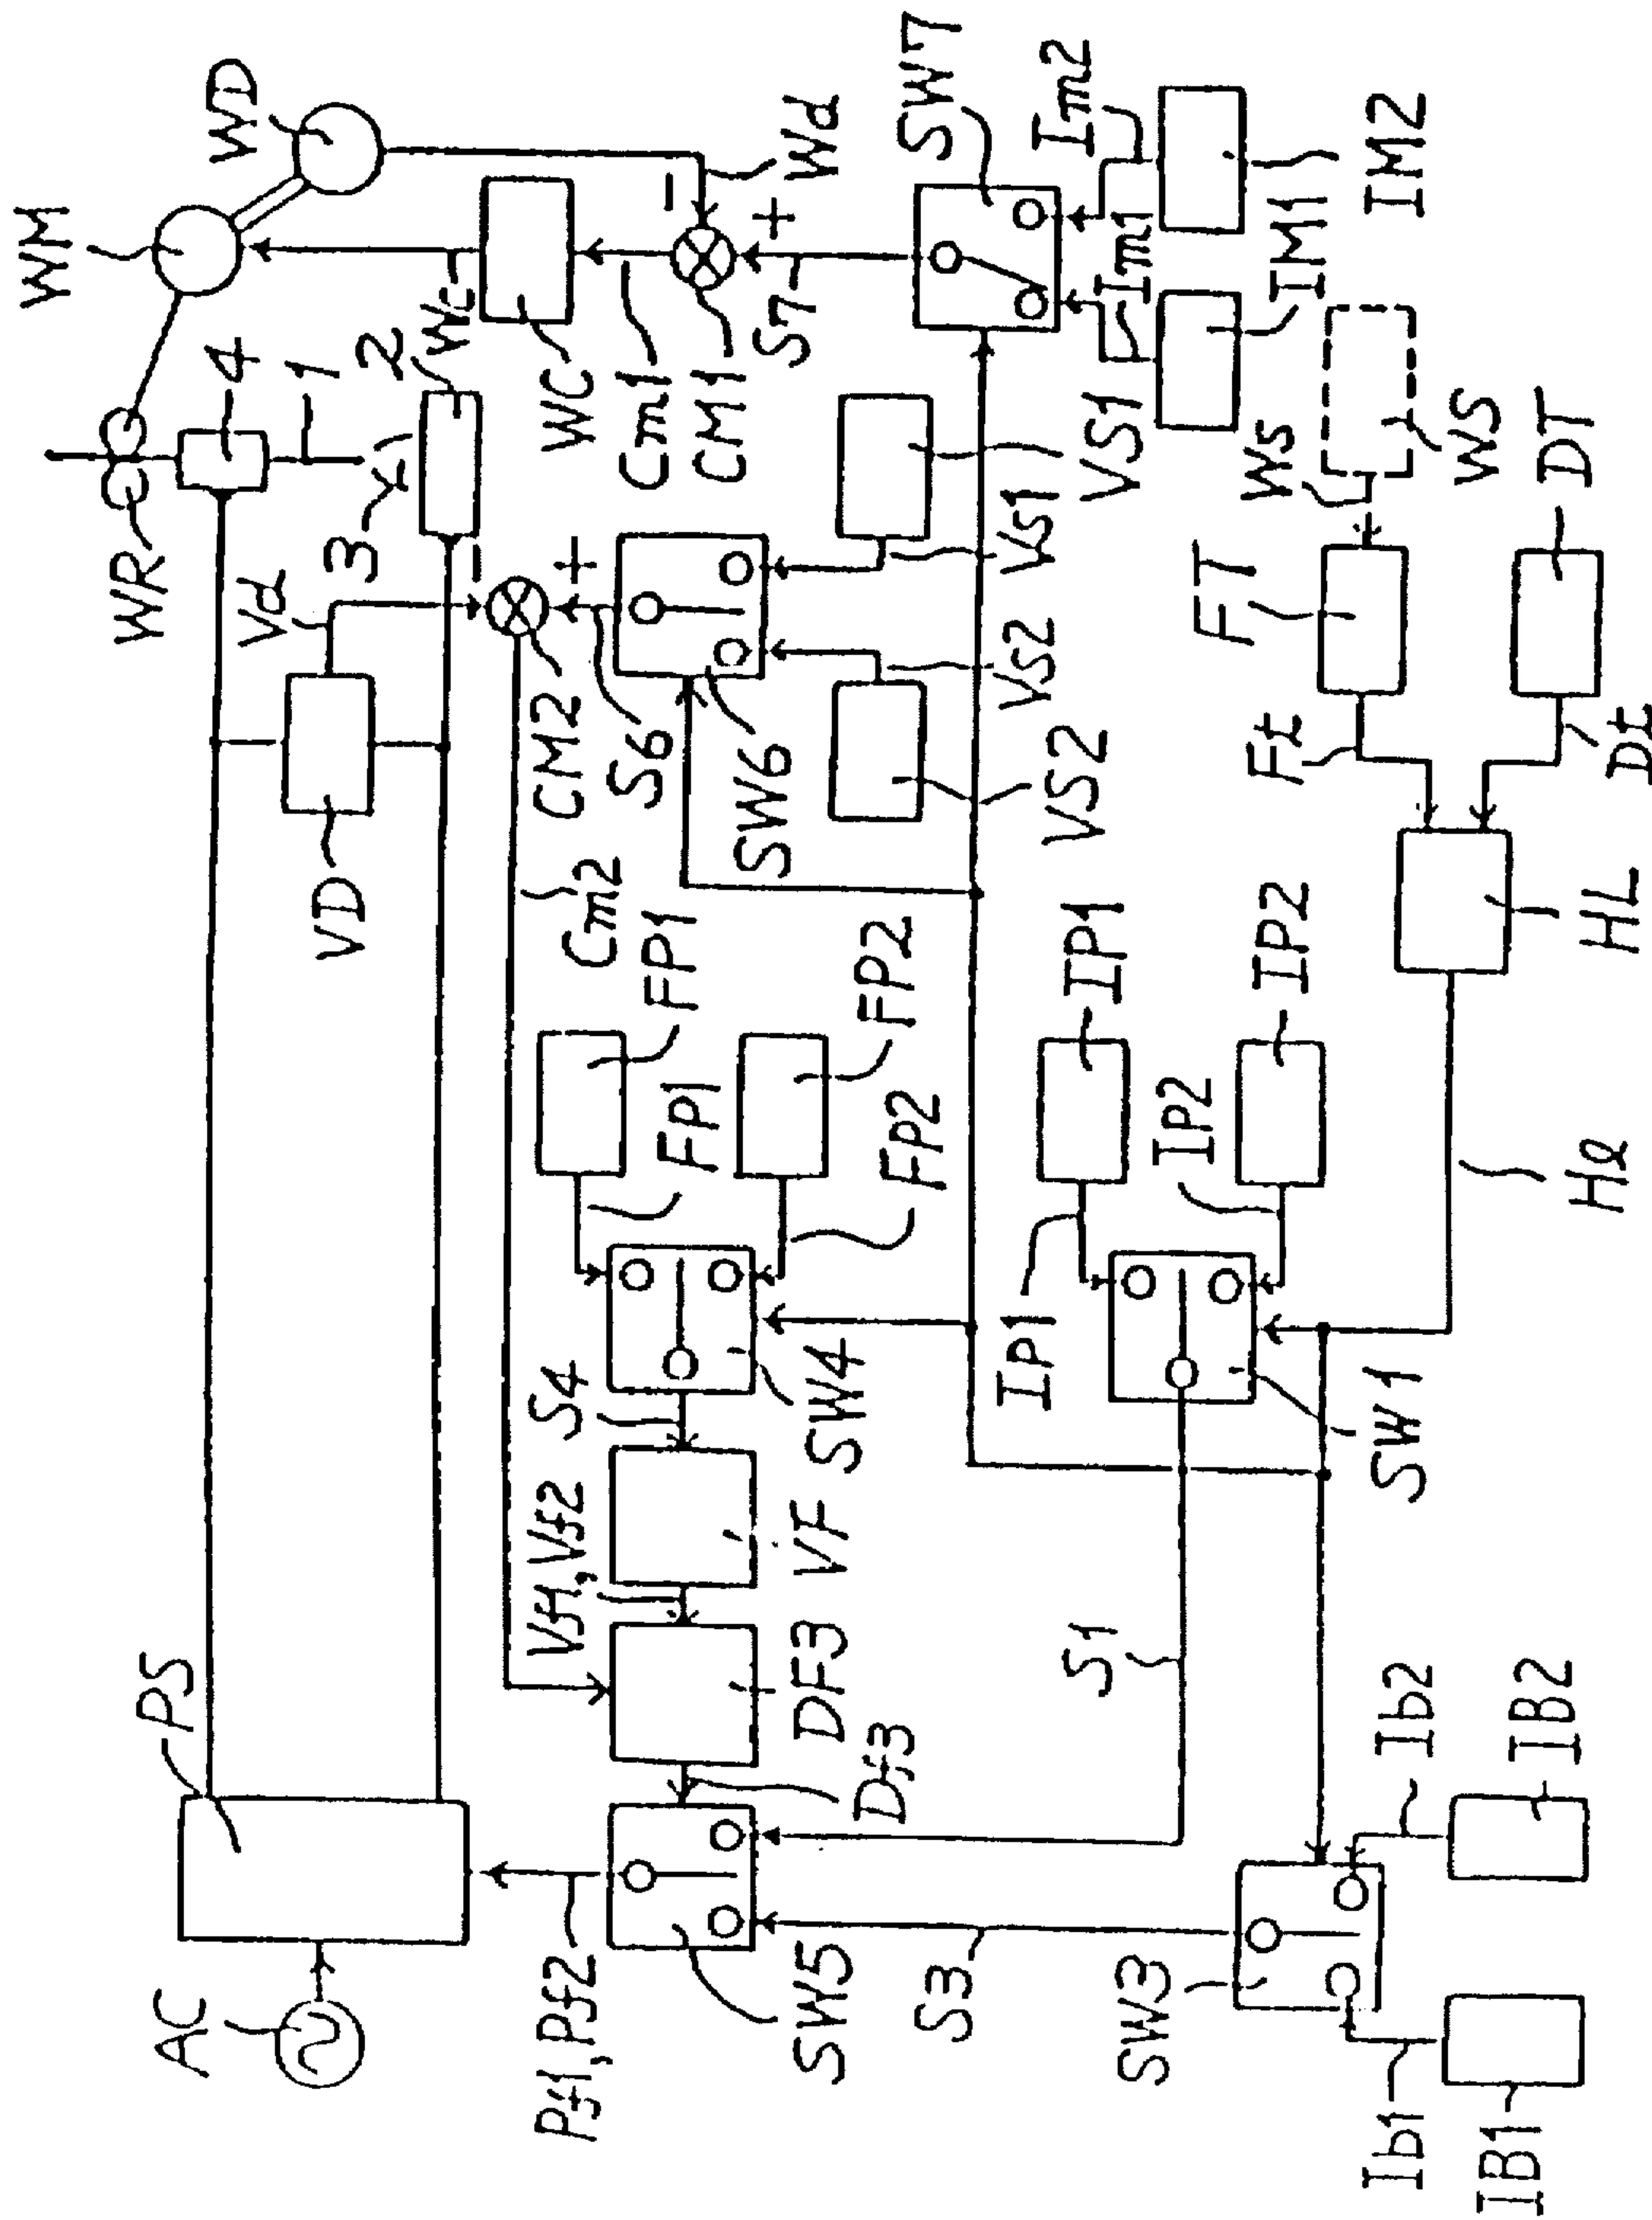 AC
PS
VD
Vd
WR
3
4
1
2
WM
WD
Wc
WC
Wd
−
+
Cm1
CM1
S7
SW7
Im2
IM2
Im1
IM1
−
+
CM2
Cm2
S6
SW6
VS1
Vs1
Vs2
VS2
FP1
Fp1
FP2
Fp2
S4
SW4
Vf1,Vf2
VF
DF3
Df3
Pf1,Pf2
SW5
S3
S1
SW3
Ib1
IB1
Ib2
IB2
IP1
Ip1
IP2
Ip2
SW1
Hl
HL
Ft
FT
Ws
WS
Dt
DT